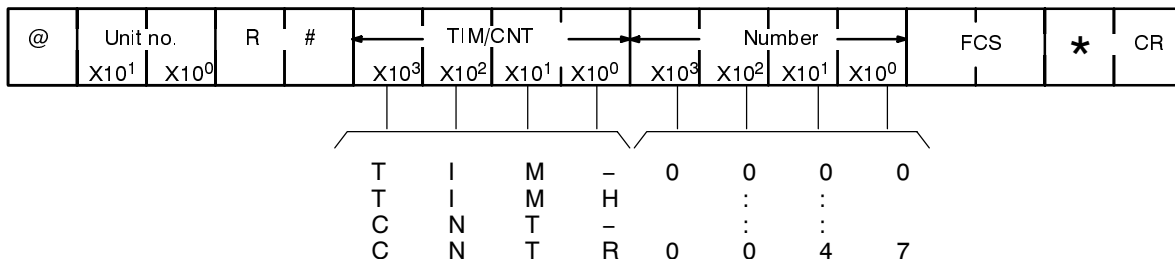 @ Unit no. R # TIM/CNT Number FCS * CR
X10¹ X10⁰ X10³ X10² X10¹ X10⁰ X10³ X10² X10¹ X10⁰
T I M – 0 0 0 0
T I M H : :
C N T – : :
C N T R 0 0 4 7